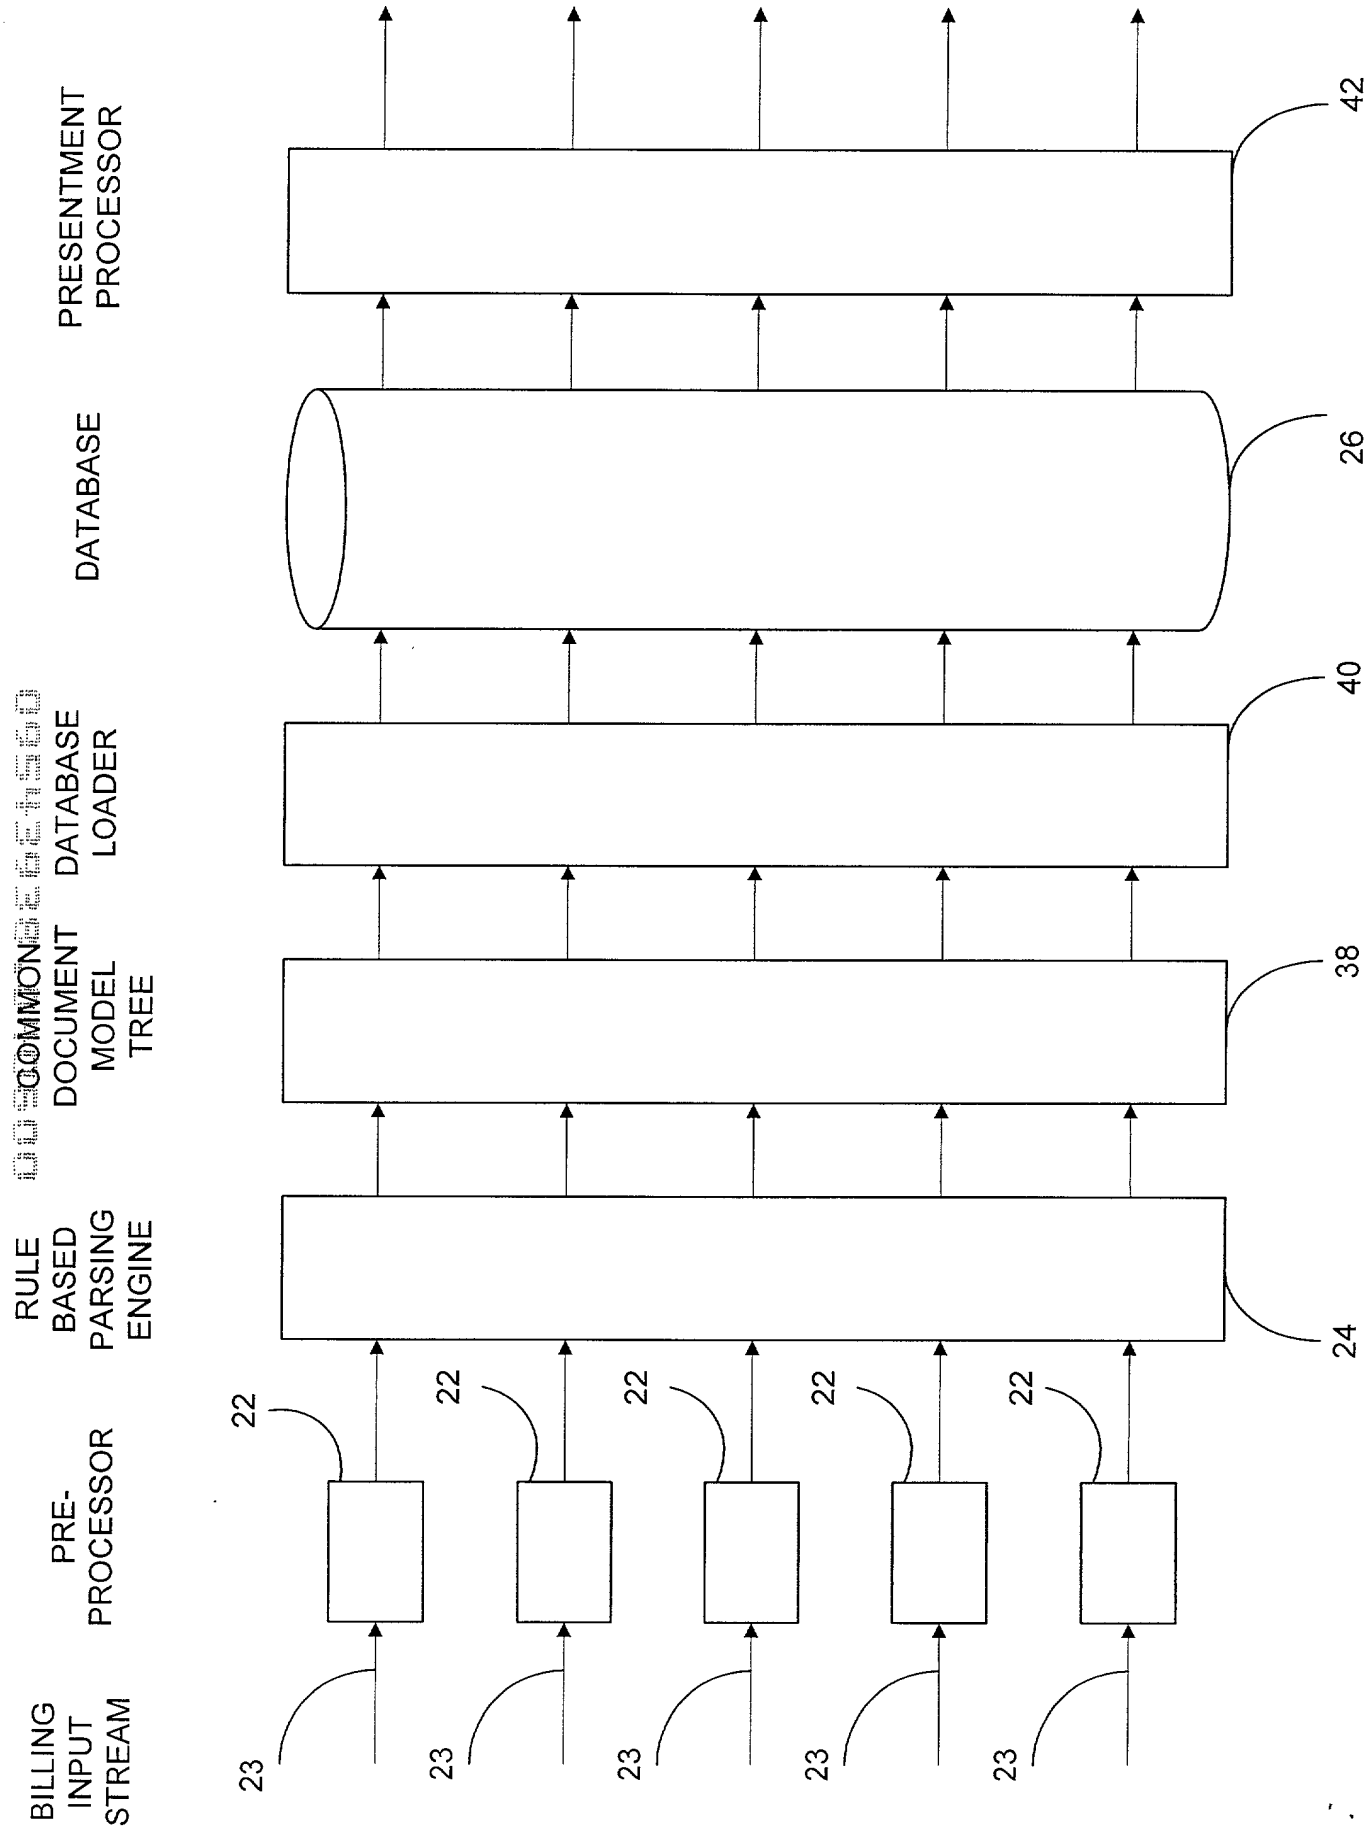 BILLING
INPUT
STREAM
PRE-
PROCESSOR
RULE
BASED
PARSING
ENGINE
COMMON
DOCUMENT
MODEL
TREE
DATABASE
LOADER
DATABASE
PRESENTMENT
PROCESSOR
23
22
23
22
23
22
23
22
23
22
24
38
40
26
42